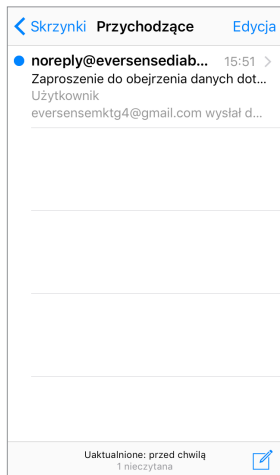 Skrzynki Przychodzące Edycja
noreply@eversensediab... 15:51
Zaproszenie do obejrzenia danych dot...
Użytkownik
eversensemktg4@gmail.com wysłał d...
Uaktualnione: przed chwilą
1 nieczytana